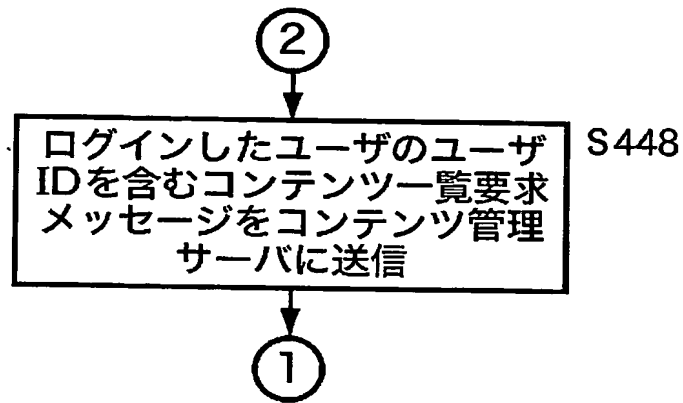 2
ログインしたユーザのユーザ
IDを含むコンテンツ一覧要求
メッセージをコンテンツ管理
サーバに送信
S448
1